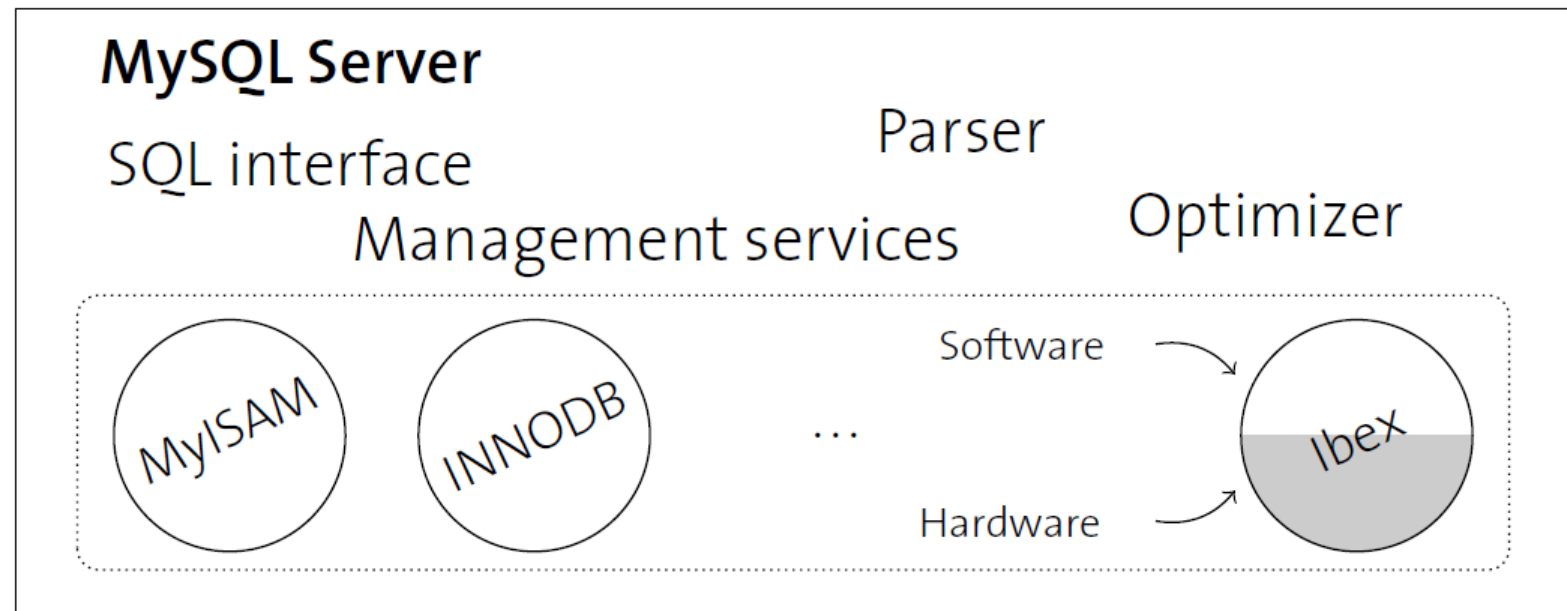 MySQL Server
SQL interface
Parser
Management services
Optimizer
MyISAM
INNODB
...
Software
Hardware
Ibex